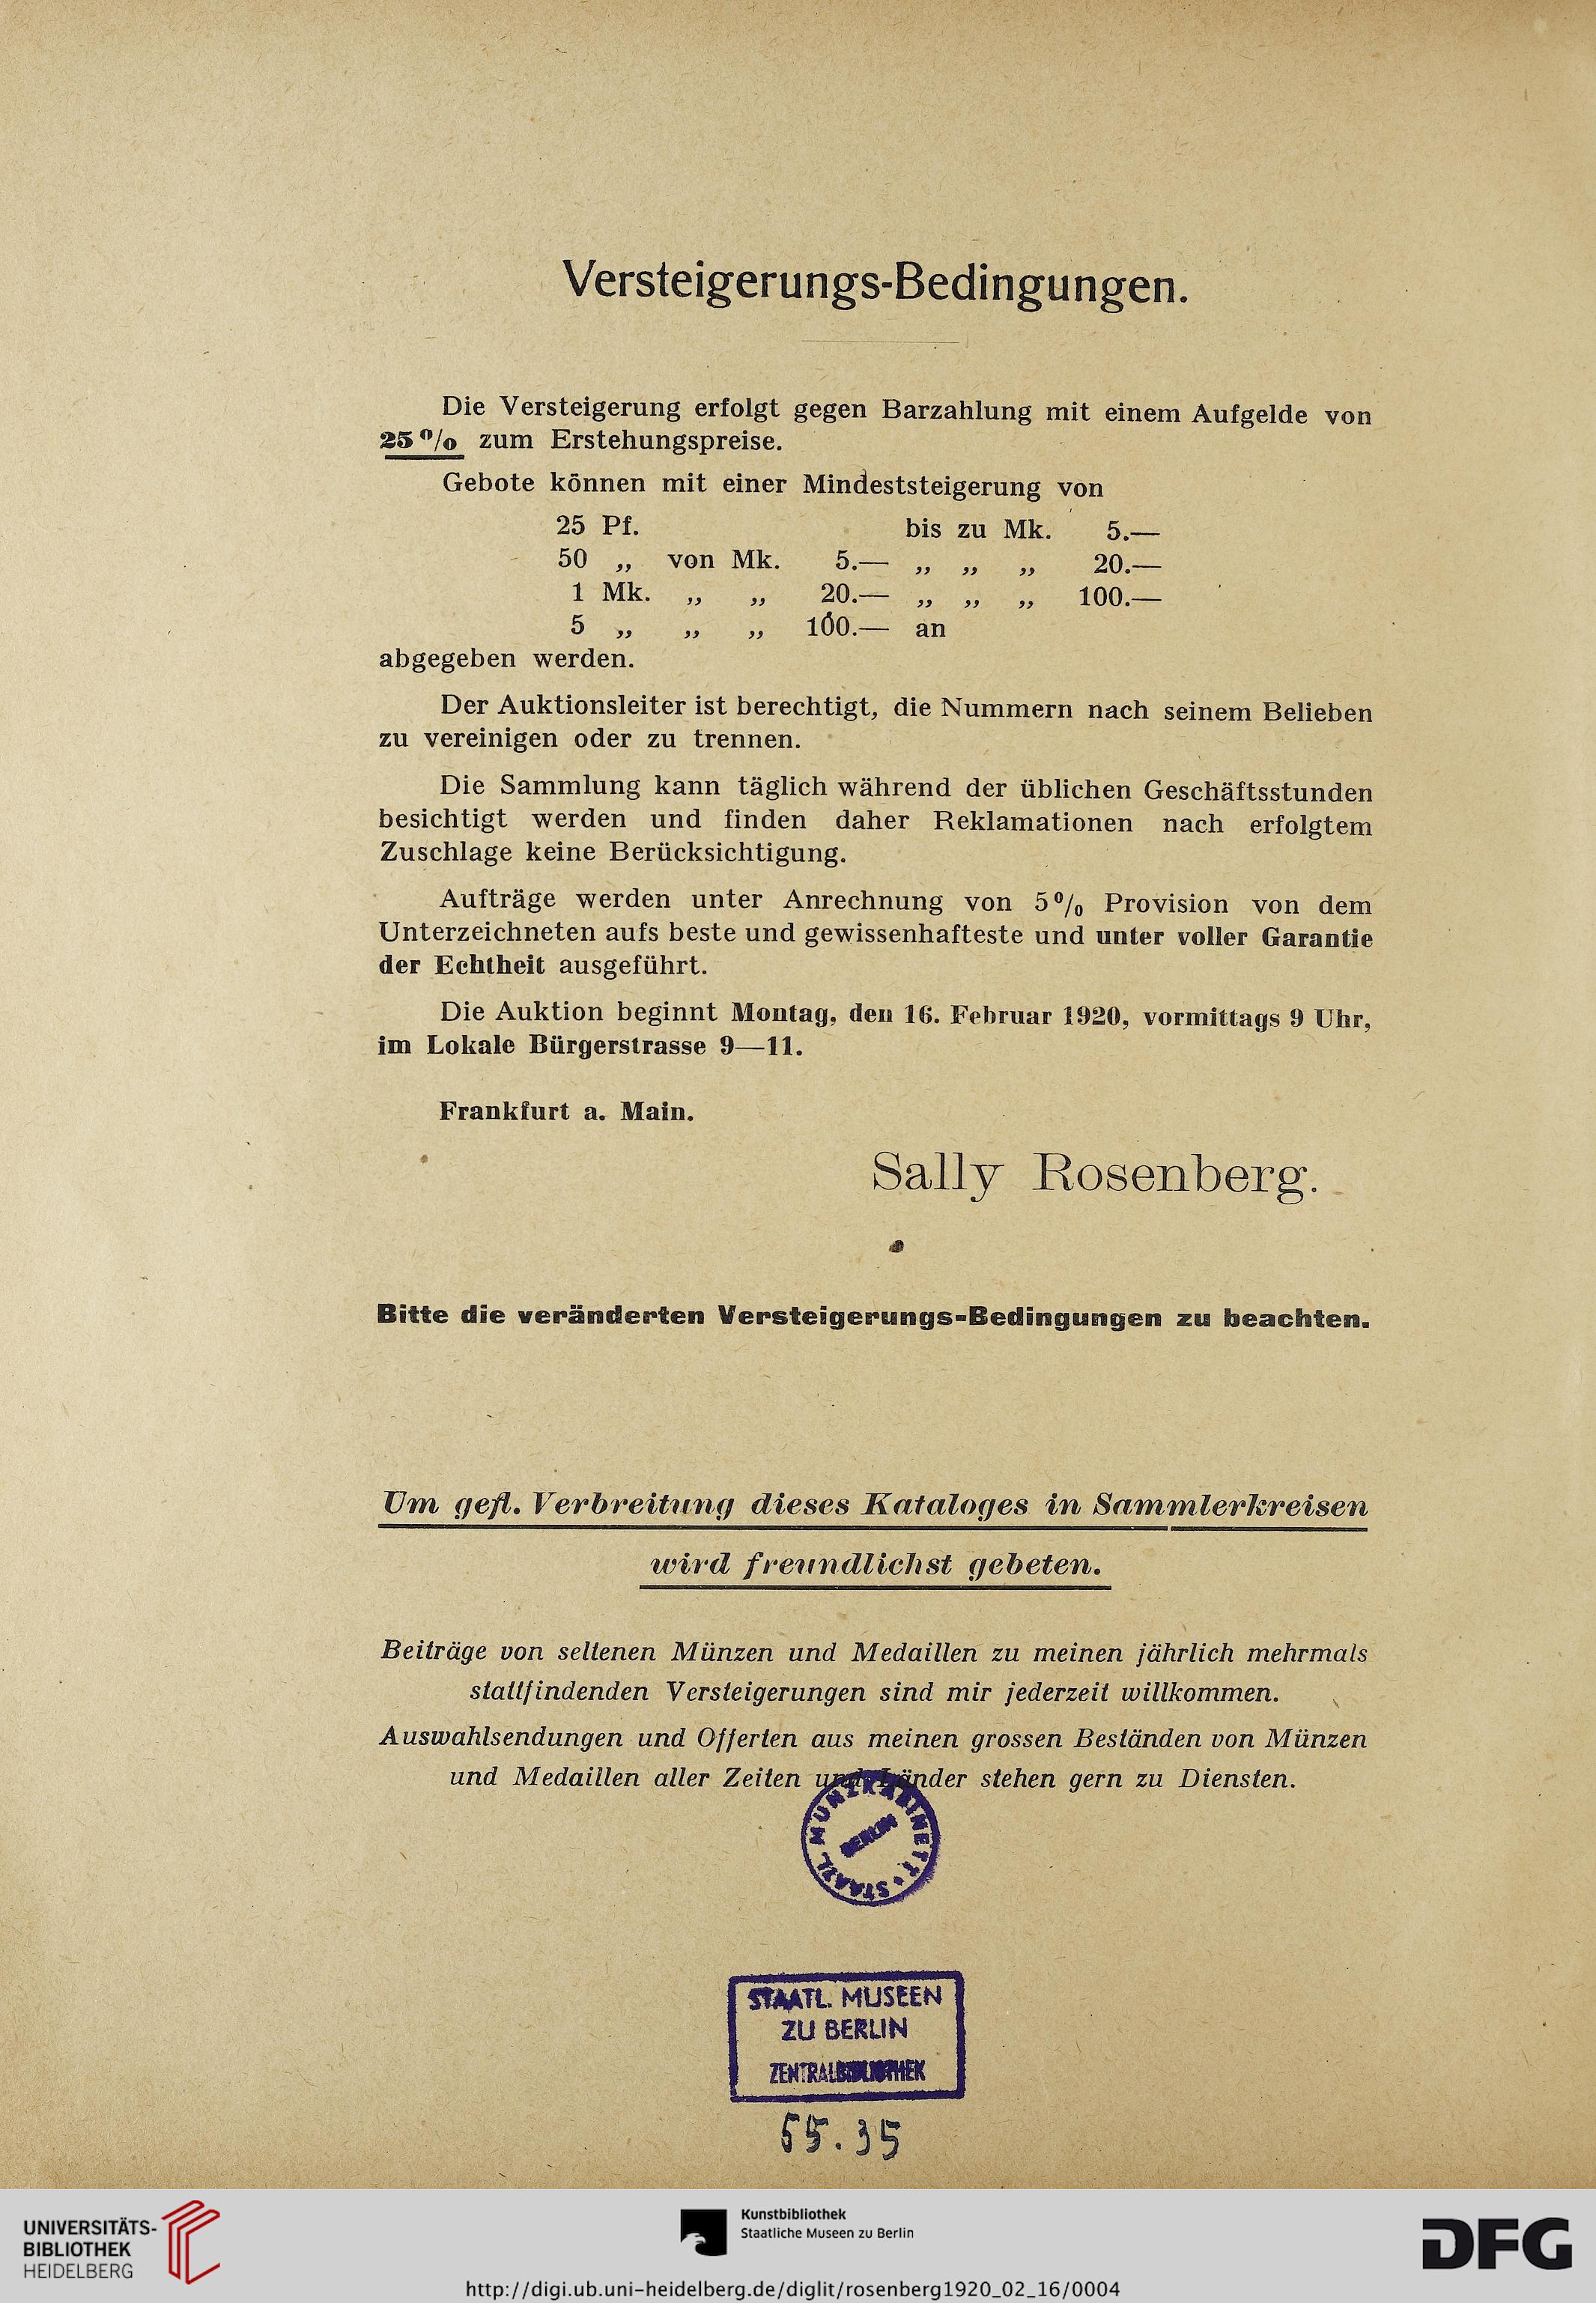 Versteigerungs-Bedingungen.
Die Versteigerung erfolgt gegen Barzahlung mit einem Aufgelde von
25 % zum Erstehungspreise.
Gebote können mit einer Mindeststeigerung von
25 Pf. bis zu Mk. 5.—
50 „ von Mk. 5.— „ „ „ 20.—
1 Mk. „ „ 20.— „ „ „ 100.—
5 „ „ „ 100.— an
abgegeben werden.
Der Auktionsleiter ist berechtigt, die Nummern nach seinem Belieben
zu vereinigen oder zu trennen.
Die Sammlung kann täglich während der üblichen Geschäftsstunden
besichtigt werden und finden daher Reklamationen nach erfolgtem
Zuschlage keine Berücksichtigung.
Aufträge werden unter Anrechnung von 5% Provision von dem
Unterzeichneten aufs beste und gewissenhafteste und unter voller Garantie
der Echtheit ausgeführt.
Die Auktion beginnt Montag, den 16. Februar 1920, vormittags 9 Uhr,
im Lokale Bürgerstrasse 9—11.
Frankfurt a. Main.
Sally Rosenberg.
Bitte die veränderten Versteigerungs-Bedingungen zu beachten.
Um gefl. Verbreitung dieses Kataloges in Sammlerkreisen
wird freundlichst gebeten.
Beiträge von seltenen Münzen und Medaillen zu meinen jährlich mehrmals
stattfindenden Versteigerungen sind mir jederzeit willkommen.
Auswahlsendungen und Offerten aus meinen grossen Beständen von Münzen
und Medaillen aller Zeiten und Länder stehen gern zu Diensten.
STAATL. MÜNZKABINETT
BERLIN
STAATL. MUSEEN
ZU BERLIN
ZENTRALBIBLIOTHEK
55.35
UNIVERSITÄTS-
BIBLIOTHEK
HEIDELBERG
Kunstbibliothek
Staatliche Museen zu Berlin
DFG
http://digi.ub.uni-heidelberg.de/diglit/rosenberg1920_02_16/0004